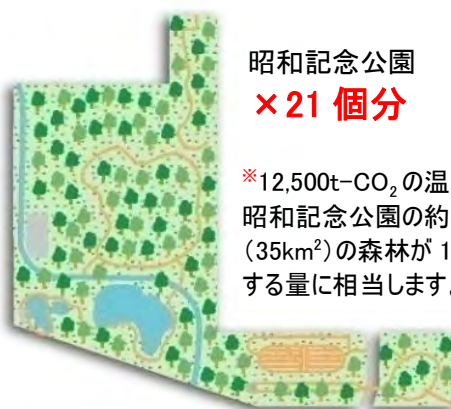 昭和記念公園
×21 個分
※12,500t-CO₂の温
昭和記念公園の約
（35km²）の森林が 1
する量に相当します。